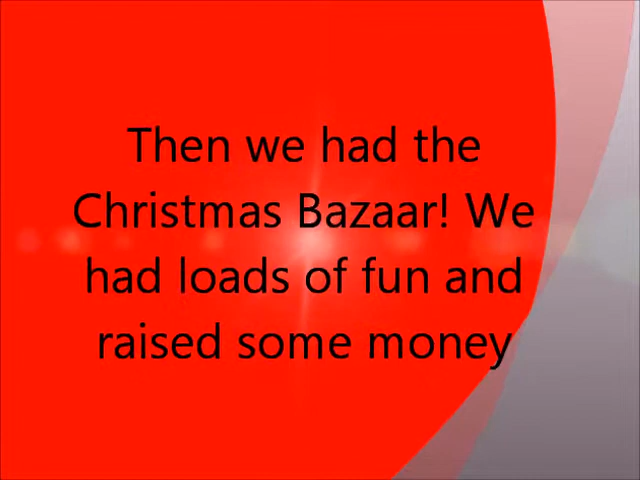 Then we had the
Christmas Bazaar! We
had loads of fun and
raised some money